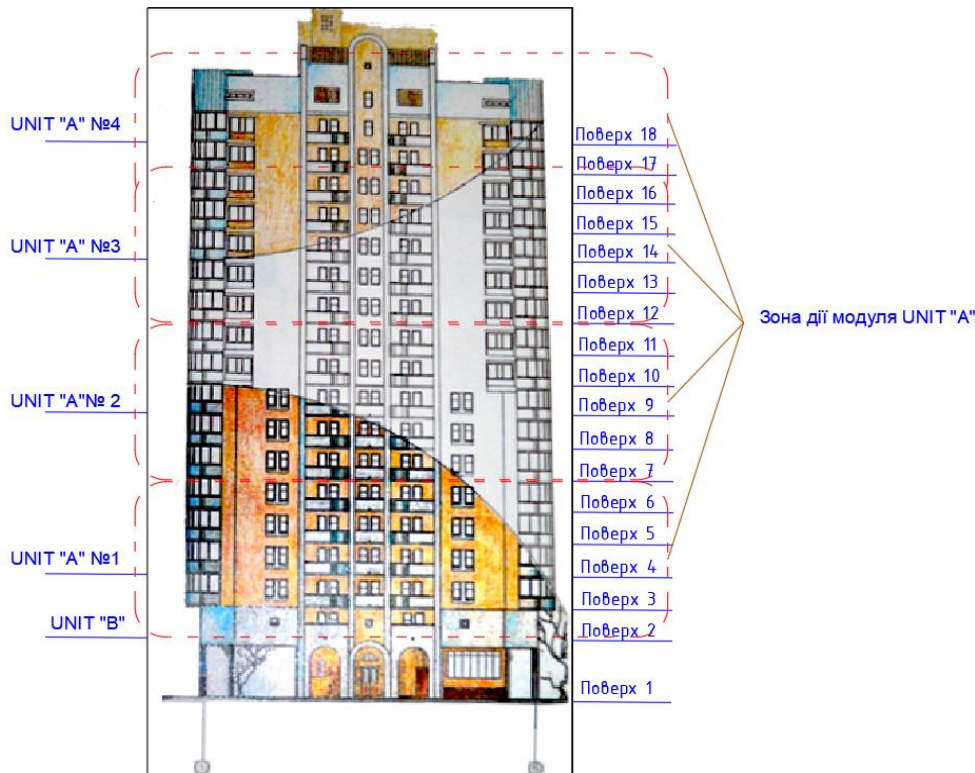 UNIT "А" №4
UNIT "А" №3
UNIT "А"№ 2
UNIT "А" №1
UNIT "В"
Поверх 18
Поверх 17
Поверх 16
Поверх 15
Поверх 14
Поверх 13
Поверх 12
Поверх 11
Поверх 10
Поверх 9
Поверх 8
Поверх 7
Поверх 6
Поверх 5
Поверх 4
Поверх 3
Поверх 2
Поверх 1
Зона дії модуля UNIT "А"